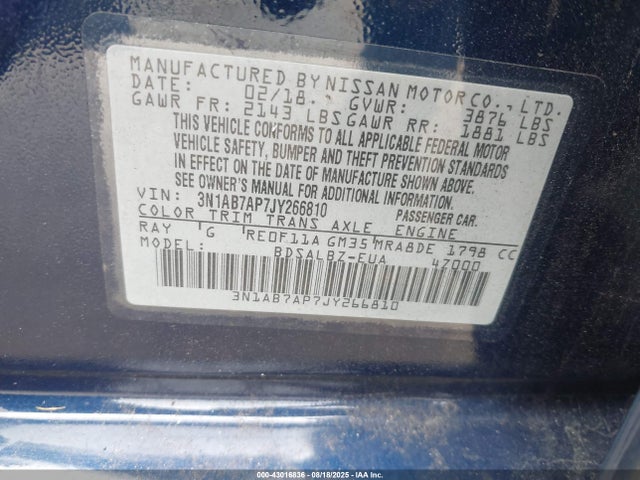 MANUFACTURED BY NISSAN MOTOR CO., LTD.
DATE: 02/18 GVWR: 3876 LBS
GAWR FR: 2143 LBS GAWR RR: 1881 LBS
THIS VEHICLE CONFORMS TO ALL APPLICABLE FEDERAL MOTOR
VEHICLE SAFETY, BUMPER AND THEFT PREVENTION STANDARDS
IN EFFECT ON THE DATE OF MANUFACTURE SHOWN ABOVE.
SEE OWNER'S MANUAL FOR ADDITIONAL INFORMATION.
VIN: 3N1AB7AP7JY266810 PASSENGER CAR.
COLOR TRIM TRANS AXLE ENGINE
RAY G RE0F11A GM35 MRA8DE 1798 CC
MODEL: BDSALBZ-EUA 47000
3N1AB7AP7JY266810
000-43016836 - 08/18/2025 - IAA Inc.